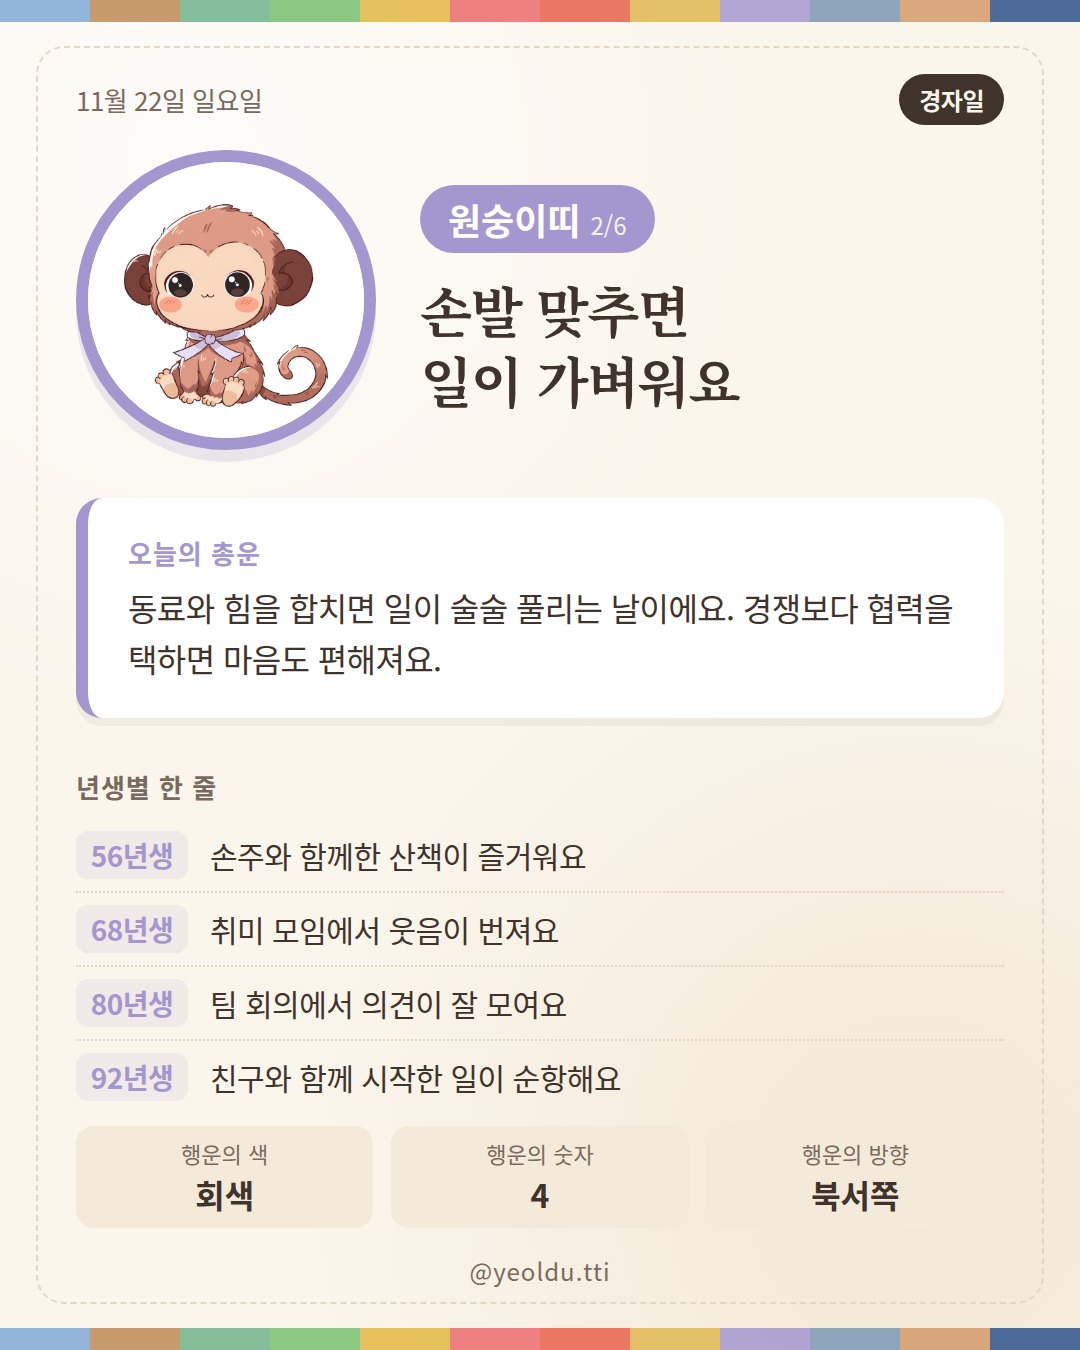 11월 22일 일요일
경자일
원숭이띠 2/6
손발 맞추면
일이 가벼워요
오늘의 총운
동료와 힘을 합치면 일이 술술 풀리는 날이에요. 경쟁보다 협력을
택하면 마음도 편해져요.
년생별 한 줄
56년생 손주와 함께한 산책이 즐거워요
68년생 취미 모임에서 웃음이 번져요
80년생 팀 회의에서 의견이 잘 모여요
92년생 친구와 함께 시작한 일이 순항해요
행운의 색
회색
행운의 숫자
4
행운의 방향
북서쪽
@yeoldu.tti